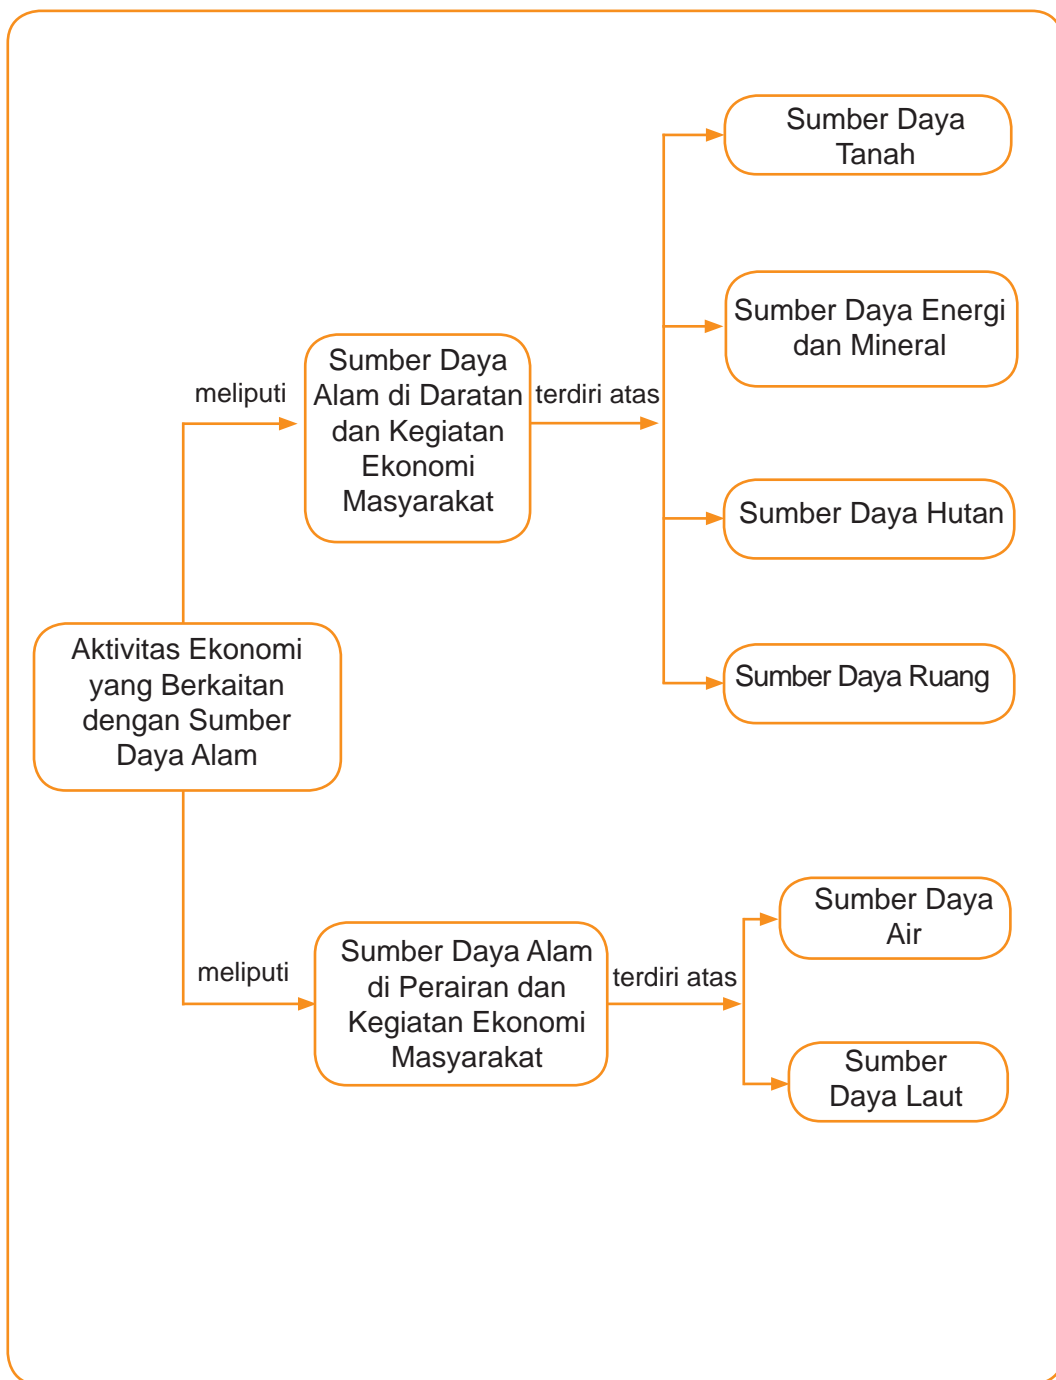 Sumber Daya
Tanah
Sumber Daya Energi
dan Mineral
Sumber Daya
Alam di Daratan
dan Kegiatan
Ekonomi
Masyarakat
meliputi
terdiri atas
Sumber Daya Hutan
Aktivitas Ekonomi
yang Berkaitan
dengan Sumber
Daya Alam
Sumber Daya Ruang
Sumber Daya
Air
Sumber Daya Alam
di Perairan dan
Kegiatan Ekonomi
Masyarakat
meliputi
terdiri atas
Sumber
Daya Laut